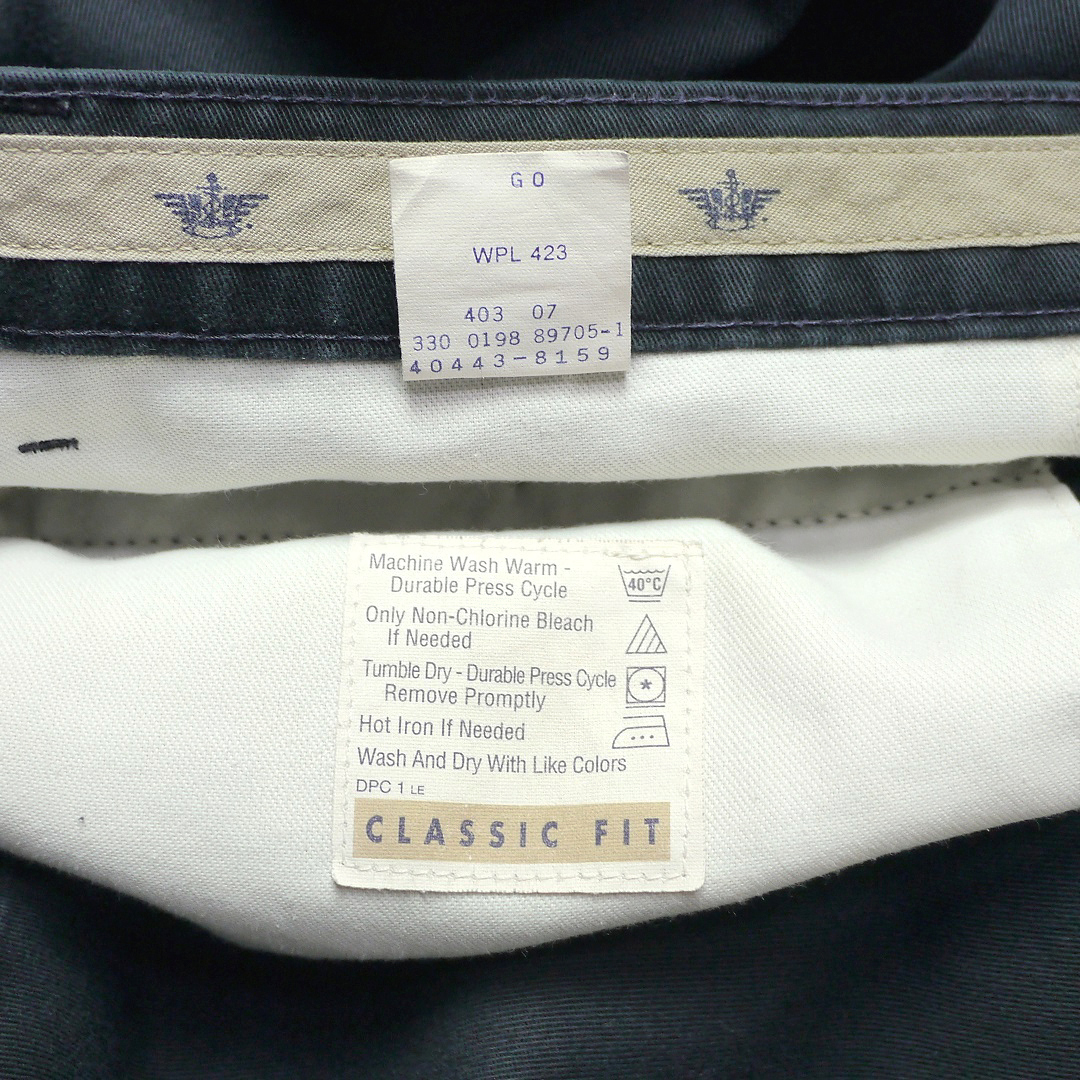 GO
WPL 423
403 07
330 0198 89705-1
40443-8159
Machine Wash Warm -
Durable Press Cycle
40°C
Only Non-Chlorine Bleach
If Needed
Tumble Dry - Durable Press Cycle
Remove Promptly
Hot Iron If Needed
Wash And Dry With Like Colors
DPC 1 LE
CLASSIC FIT